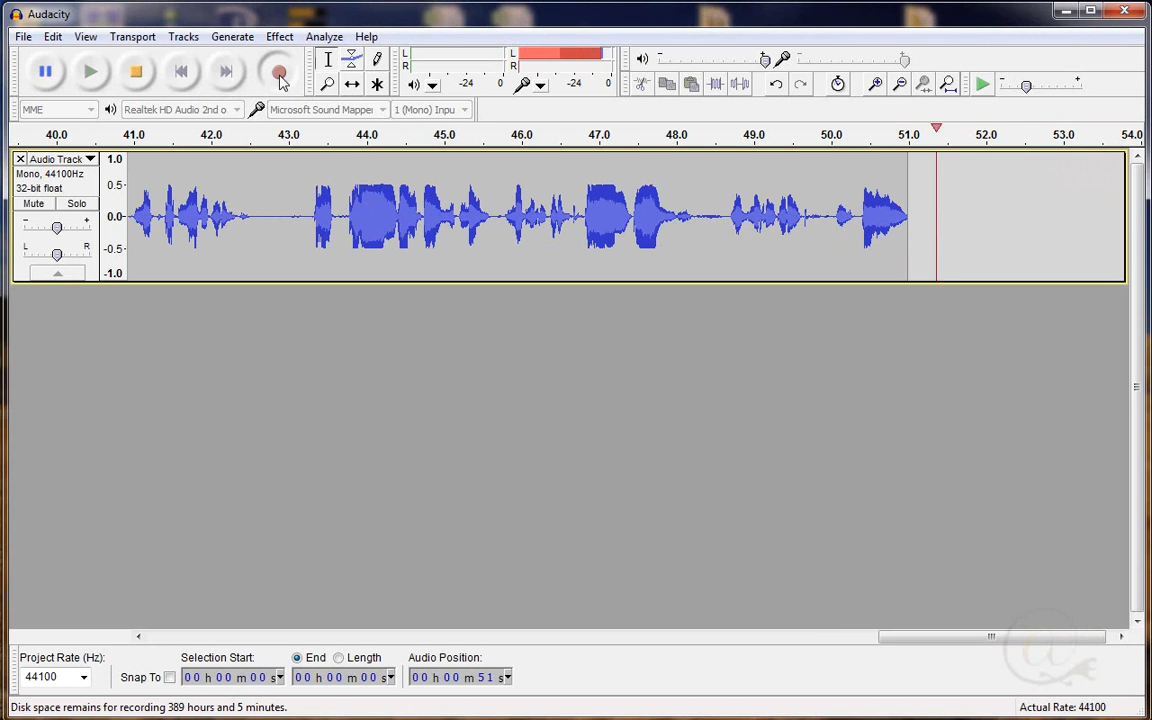 Audacity
File Edit View Transport Tracks Generate Effect Analyze Help
L R -24 0 L R -24 0
MME Realtek HD Audio 2nd o Microsoft Sound Mapper 1 (Mono) Inpu
40.0 41.0 42.0 43.0 44.0 45.0 46.0 47.0 48.0 49.0 50.0 51.0 52.0 53.0 54.0
Audio Track 1.0
Mono, 44100Hz
32-bit float 0.5
Mute Solo
- + 0.0
L R -0.5
-1.0
Project Rate (Hz): Selection Start: End Length Audio Position:
44100 Snap To 00 h 00 m 00 s 00 h 00 m 00 s 00 h 00 m 51 s
Disk space remains for recording 389 hours and 5 minutes. Actual Rate: 44100